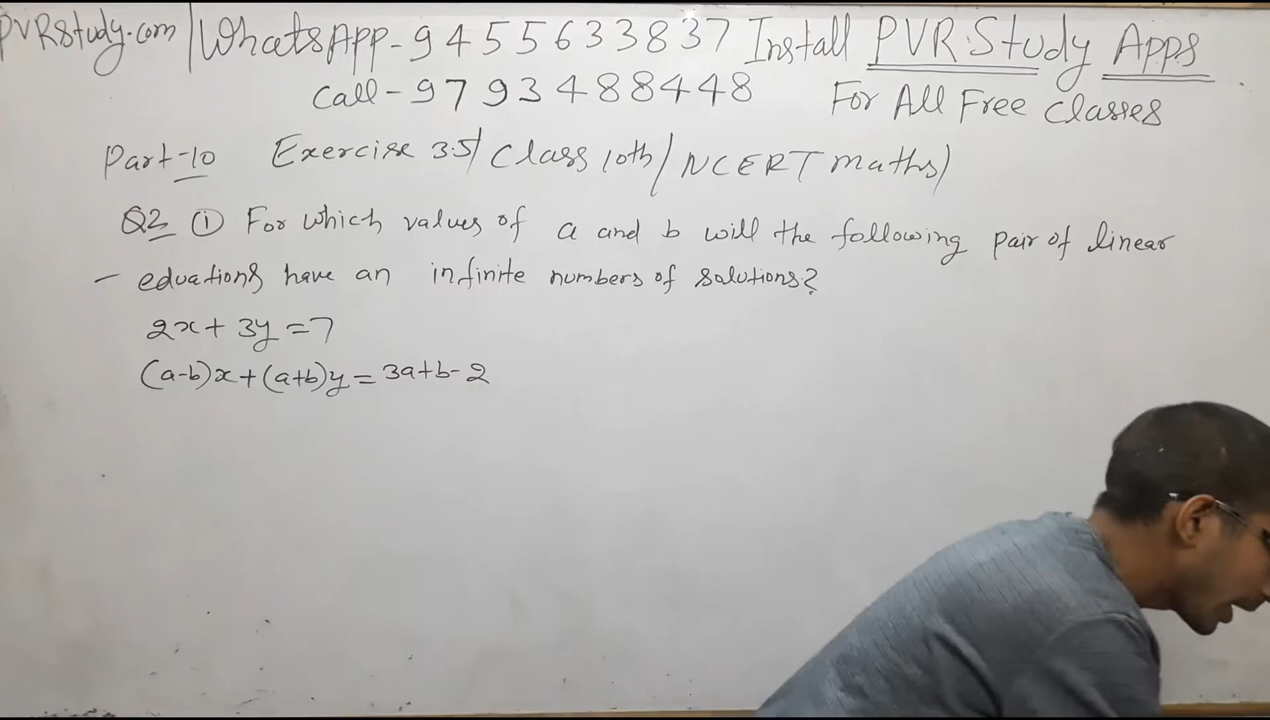 PVRStudy.com | WhatsApp - 9455633837 Install PVR Study Apps
Call - 9793488448 For All Free Classes
Part-10 Exercise 3.5/ Class 10th / NCERT maths)
Q2 ① For which values of a and b will the following pair of linear
- eduations have an infinite numbers of solutions?
2x + 3y = 7
(a-b)x + (a+b)y = 3a+b-2